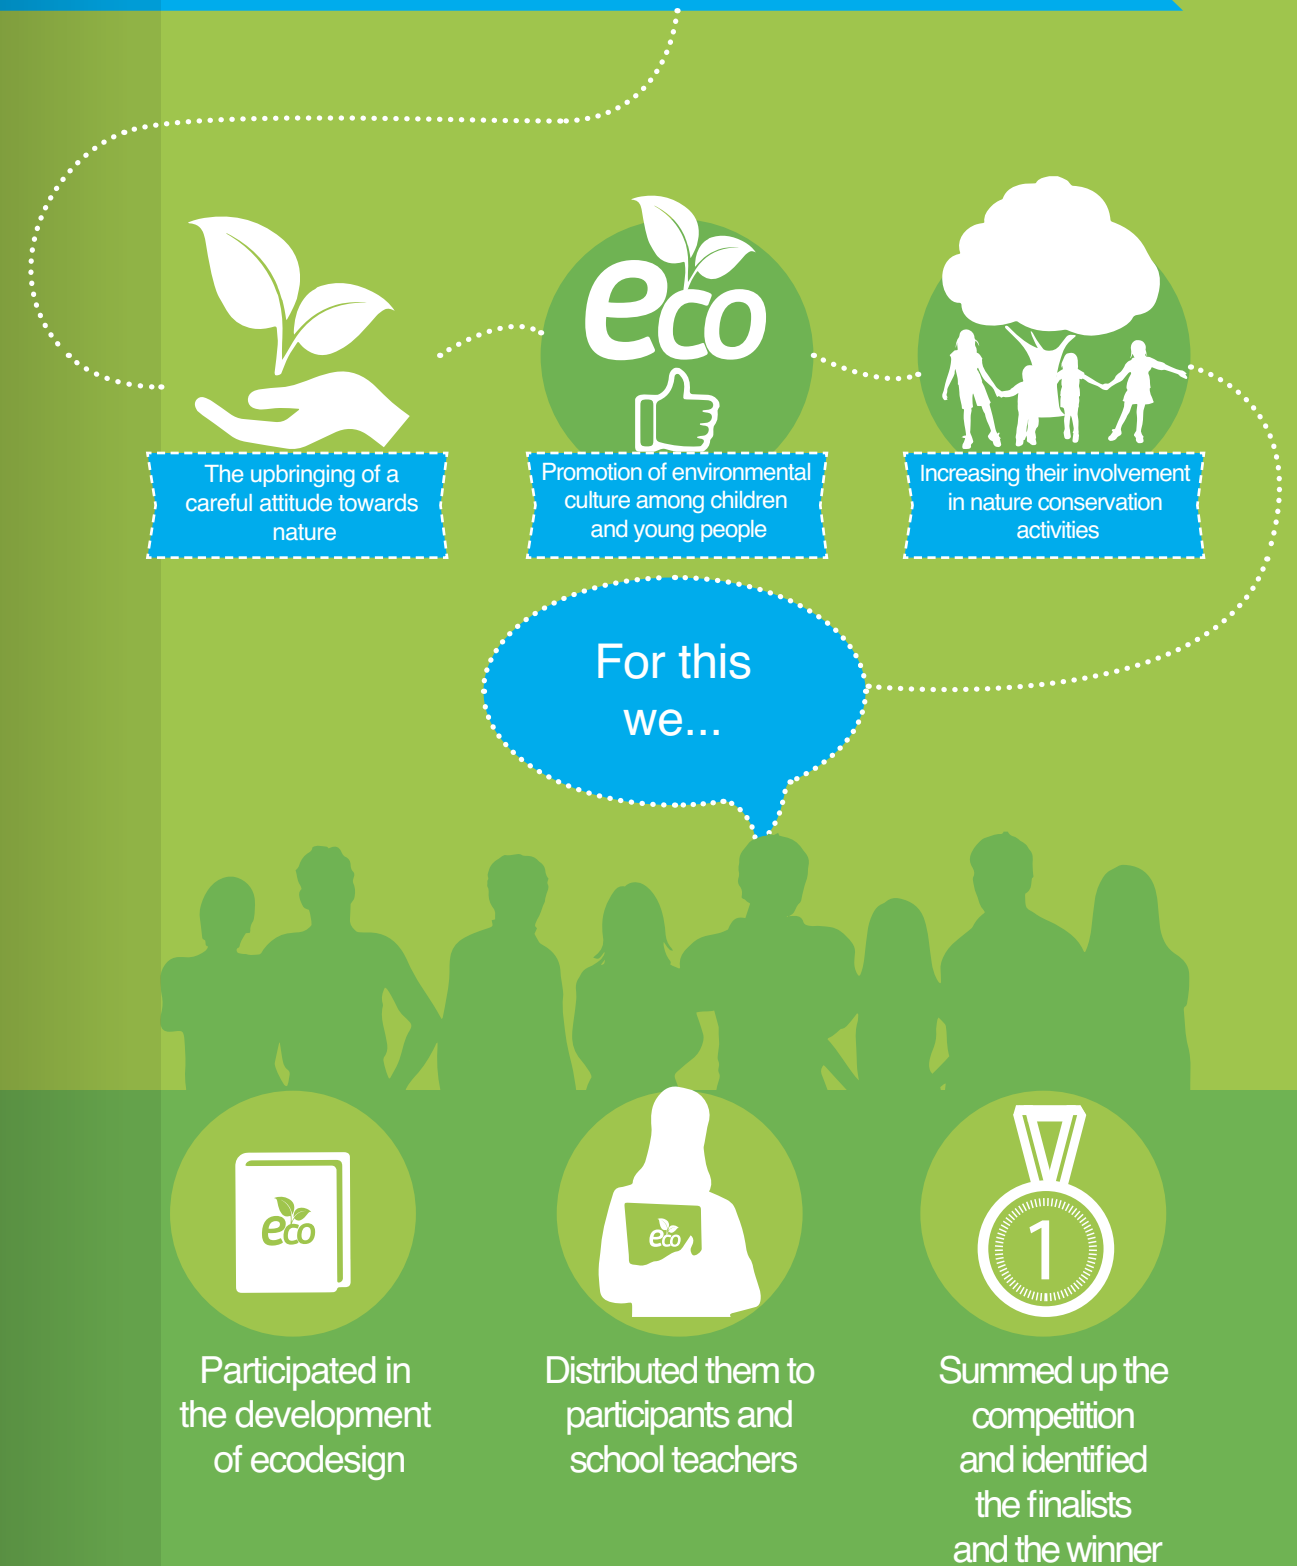 eco
The upbringing of a
careful attitude towards
nature
Promotion of environmental
culture among children
and young people
Increasing their involvement
in nature conservation
activities
For this
we...
eco
eco
1
Participated in
the development
of ecodesign
Distributed them to
participants and
school teachers
Summed up the
competition
and identified
the finalists
and the winner